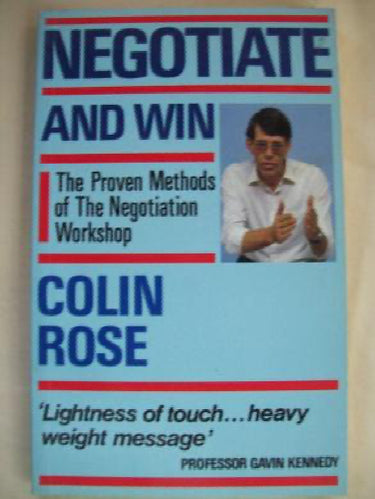 NEGOTIATE
AND WIN
The Proven Methods
of The Negotiation
Workshop
COLIN
ROSE
'Lightness of touch...heavy
weight message'
PROFESSOR GAVIN KENNEDY